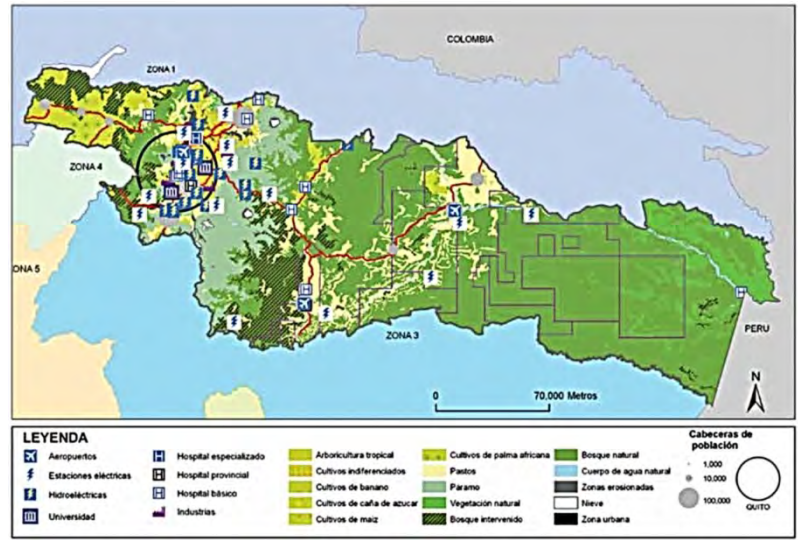 COLOMBIA
ZONA 1
ZONA 4
ONA 5
ZONA 3
PERU
N
0 70,000 Metros
LEYENDA
Aeropuertos
Estaciones eléctricas
Hidroeléctricas
Universidad
Hospital especializado
Hospital provincial
Hospital básico
Industrias
Arboricultura tropical
Cultivos indiferenciados
Cultivos de banano
Cultivos de caña de azucar
Cultivos de maiz
Cultivos de palma africana
Pastos
Paramo
Vegetación natural
Bosque intervenido
Bosque natural
Cuerpo de agua natural
Zonas erosionadas
Nieve
Zona urbana
Cabeceras de
población
1,000
10,000
100,000
QUITO